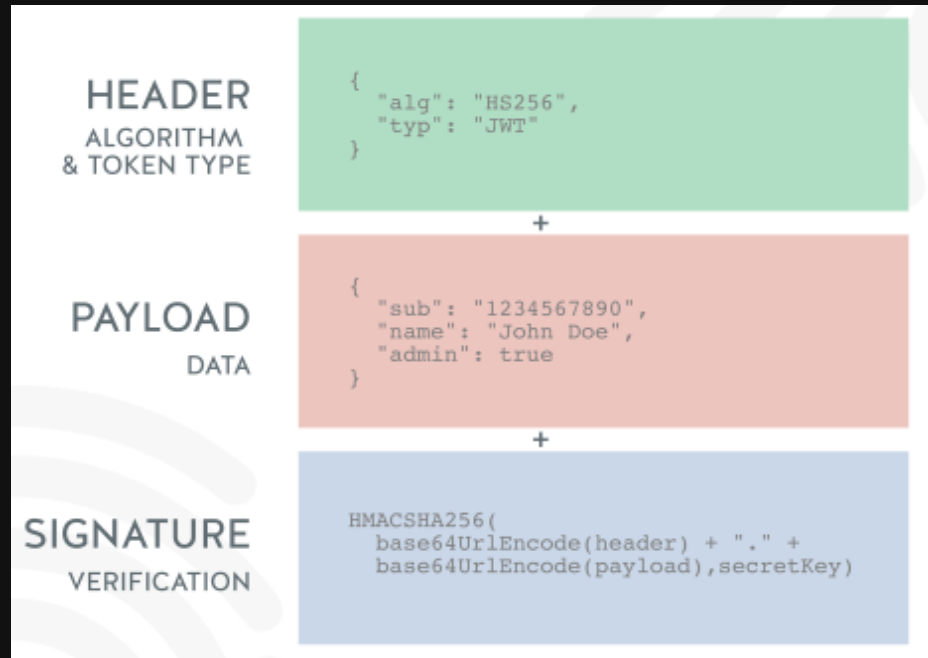 HEADER
ALGORITHM
& TOKEN TYPE
{
  "alg": "HS256",
  "typ": "JWT"
}
+
PAYLOAD
DATA
{
  "sub": "1234567890",
  "name": "John Doe",
  "admin": true
}
+
SIGNATURE
VERIFICATION
HMACSHA256(
  base64UrlEncode(header) + "." +
  base64UrlEncode(payload),secretKey)